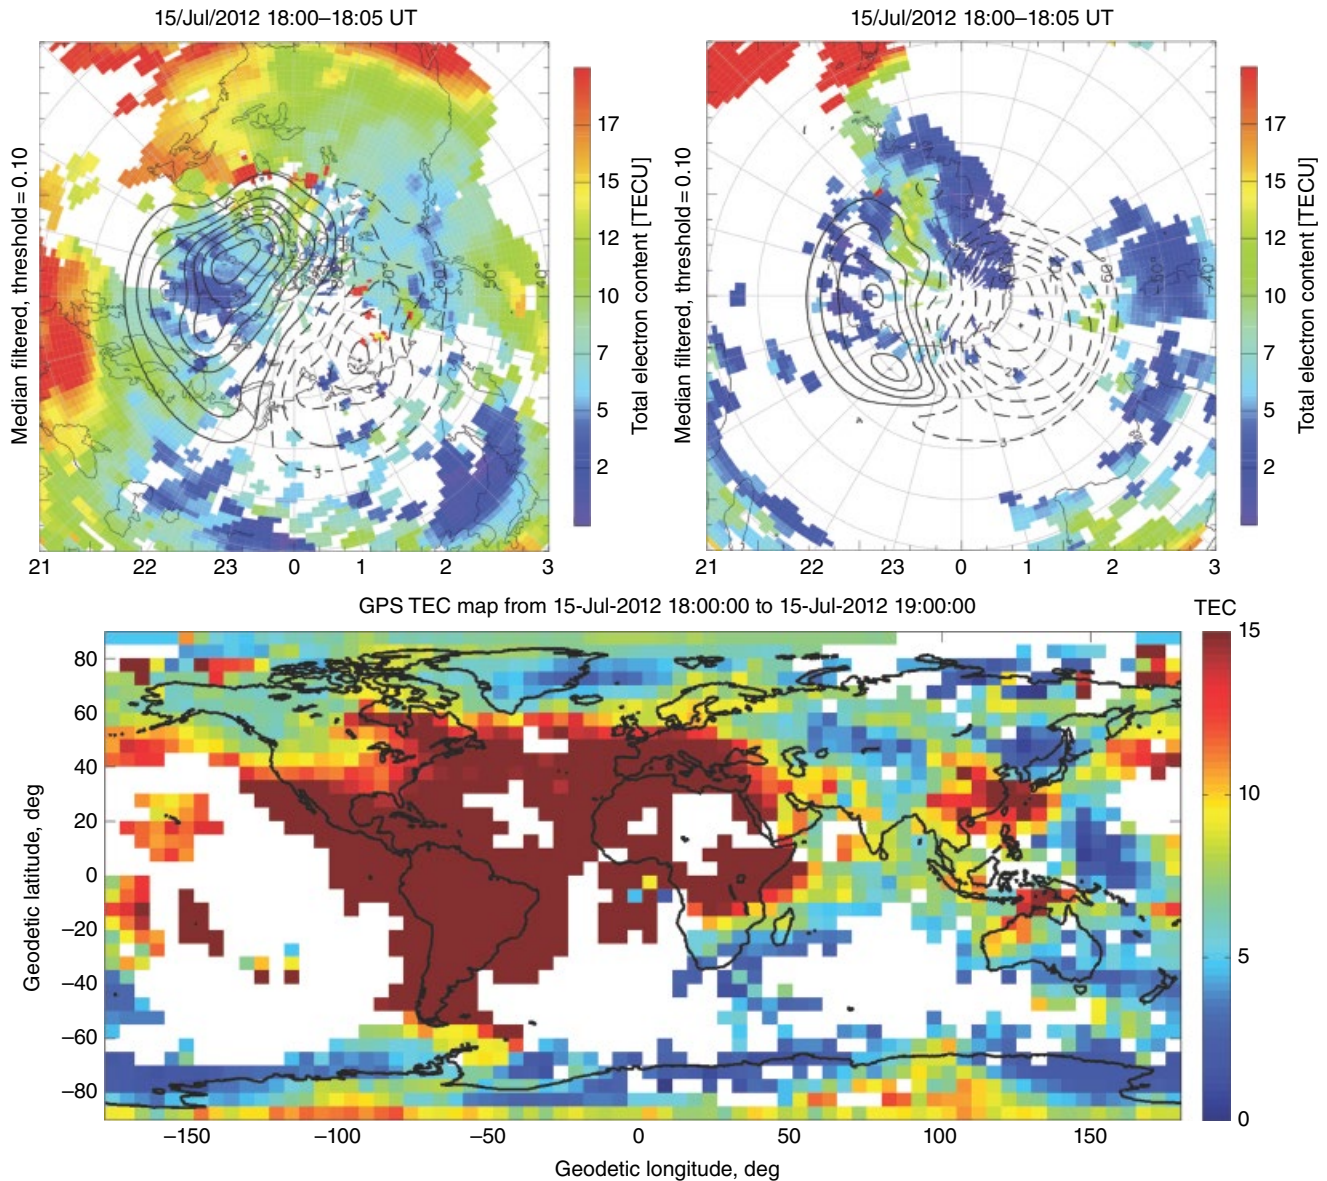 15/Jul/2012 18:00–18:05 UT
Median filtered, threshold = 0.10
17
15
12
10
7
5
2
Total electron content [TECU]
50°
40°
21 22 23 0 1 2 3
15/Jul/2012 18:00–18:05 UT
Median filtered, threshold = 0.10
17
15
12
10
7
5
2
Total electron content [TECU]
60°
50°
40°
21 22 23 0 1 2 3
GPS TEC map from 15-Jul-2012 18:00:00 to 15-Jul-2012 19:00:00
TEC
Geodetic latitude, deg
80
60
40
20
0
–20
–40
–60
–80
15
10
5
0
–150 –100 –50 0 50 100 150
Geodetic longitude, deg